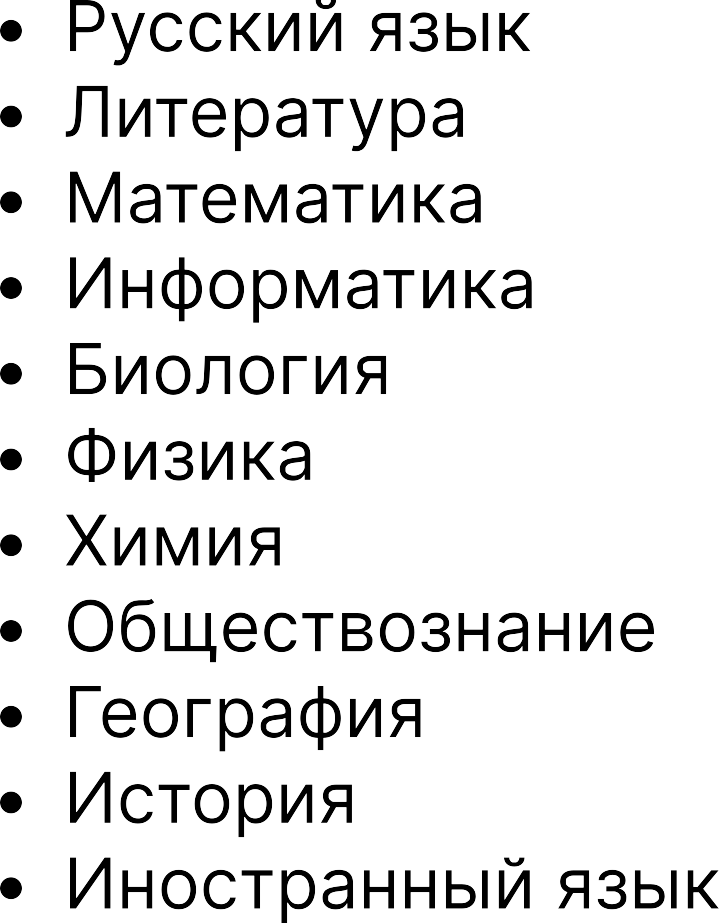 • Русский язык
• Литература
• Математика
• Информатика
• Биология
• Физика
• Химия
• Обществознание
• География
• История
• Иностранный язык